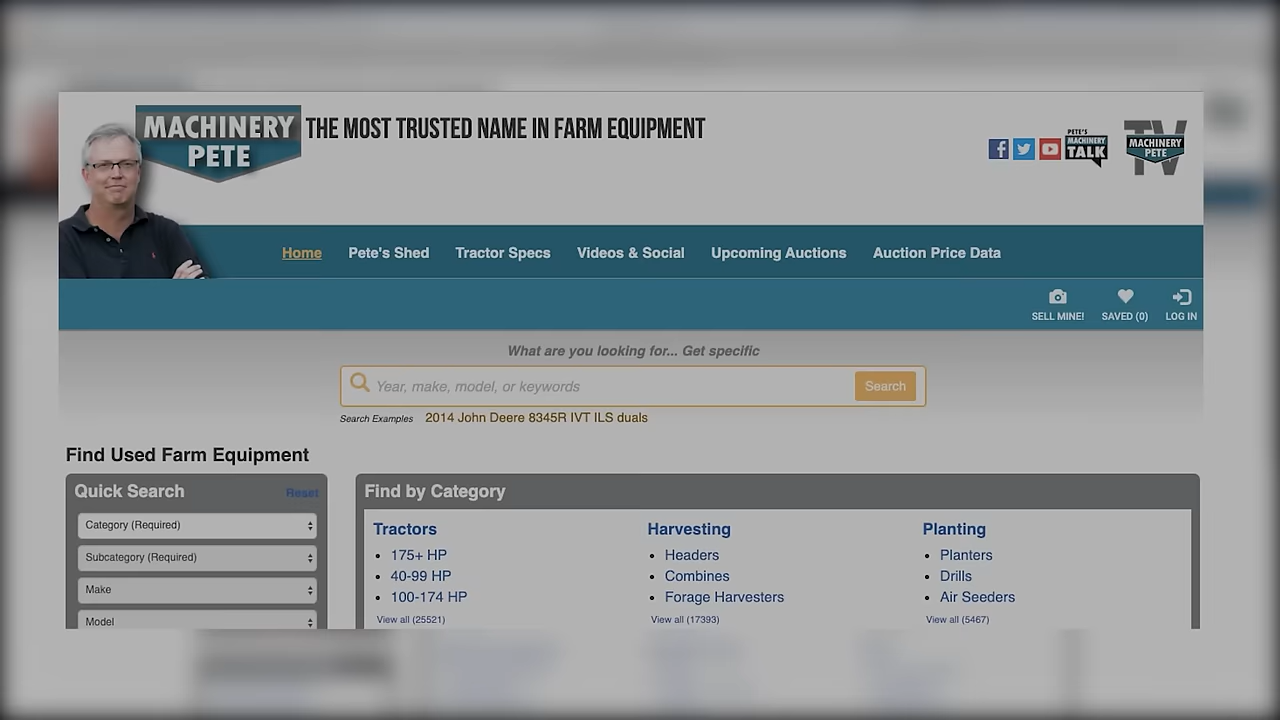 MACHINERY
PETE
THE MOST TRUSTED NAME IN FARM EQUIPMENT
PETE'S
MACHINERY
TALK
TV
MACHINERY
PETE
Home Pete's Shed Tractor Specs Videos & Social Upcoming Auctions Auction Price Data
SELL MINE! SAVED (0) LOG IN
What are you looking for... Get specific
Year, make, model, or keywords Search
Search Examples 2014 John Deere 8345R IVT ILS duals
Find Used Farm Equipment
Quick Search Reset
Category (Required)
Subcategory (Required)
Make
Model
Find by Category
Tractors
175+ HP
40-99 HP
100-174 HP
View all (25521)
Harvesting
Headers
Combines
Forage Harvesters
View all (17393)
Planting
Planters
Drills
Air Seeders
View all (5467)